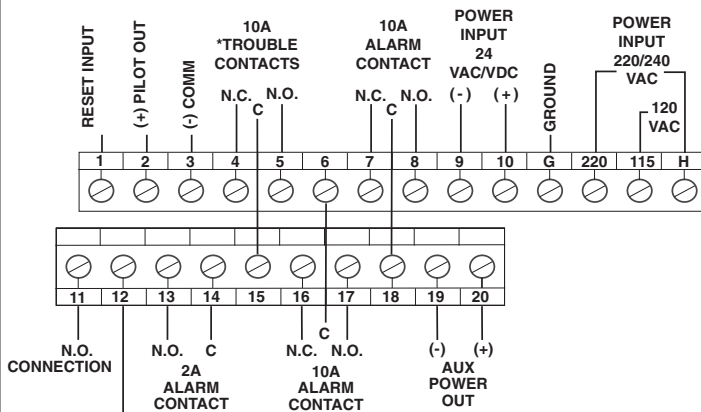 RESET INPUT
(+) PILOT OUT
(-) COMM
10A
*TROUBLE
CONTACTS
N.C.
C
N.O.
10A
ALARM
CONTACT
N.C.
C
N.O.
POWER
INPUT
24
VAC/VDC
(-) (+)
GROUND
POWER
INPUT
220/240
VAC
120
VAC
1 2 3 4 5 6 7 8 9 10 G 220 115 H
11 12 13 14 15 16 17 18 19 20
N.O.
CONNECTION
N.O. C
2A
ALARM
CONTACT
N.C. C N.O.
10A
ALARM
CONTACT
(-) (+)
AUX
POWER
OUT